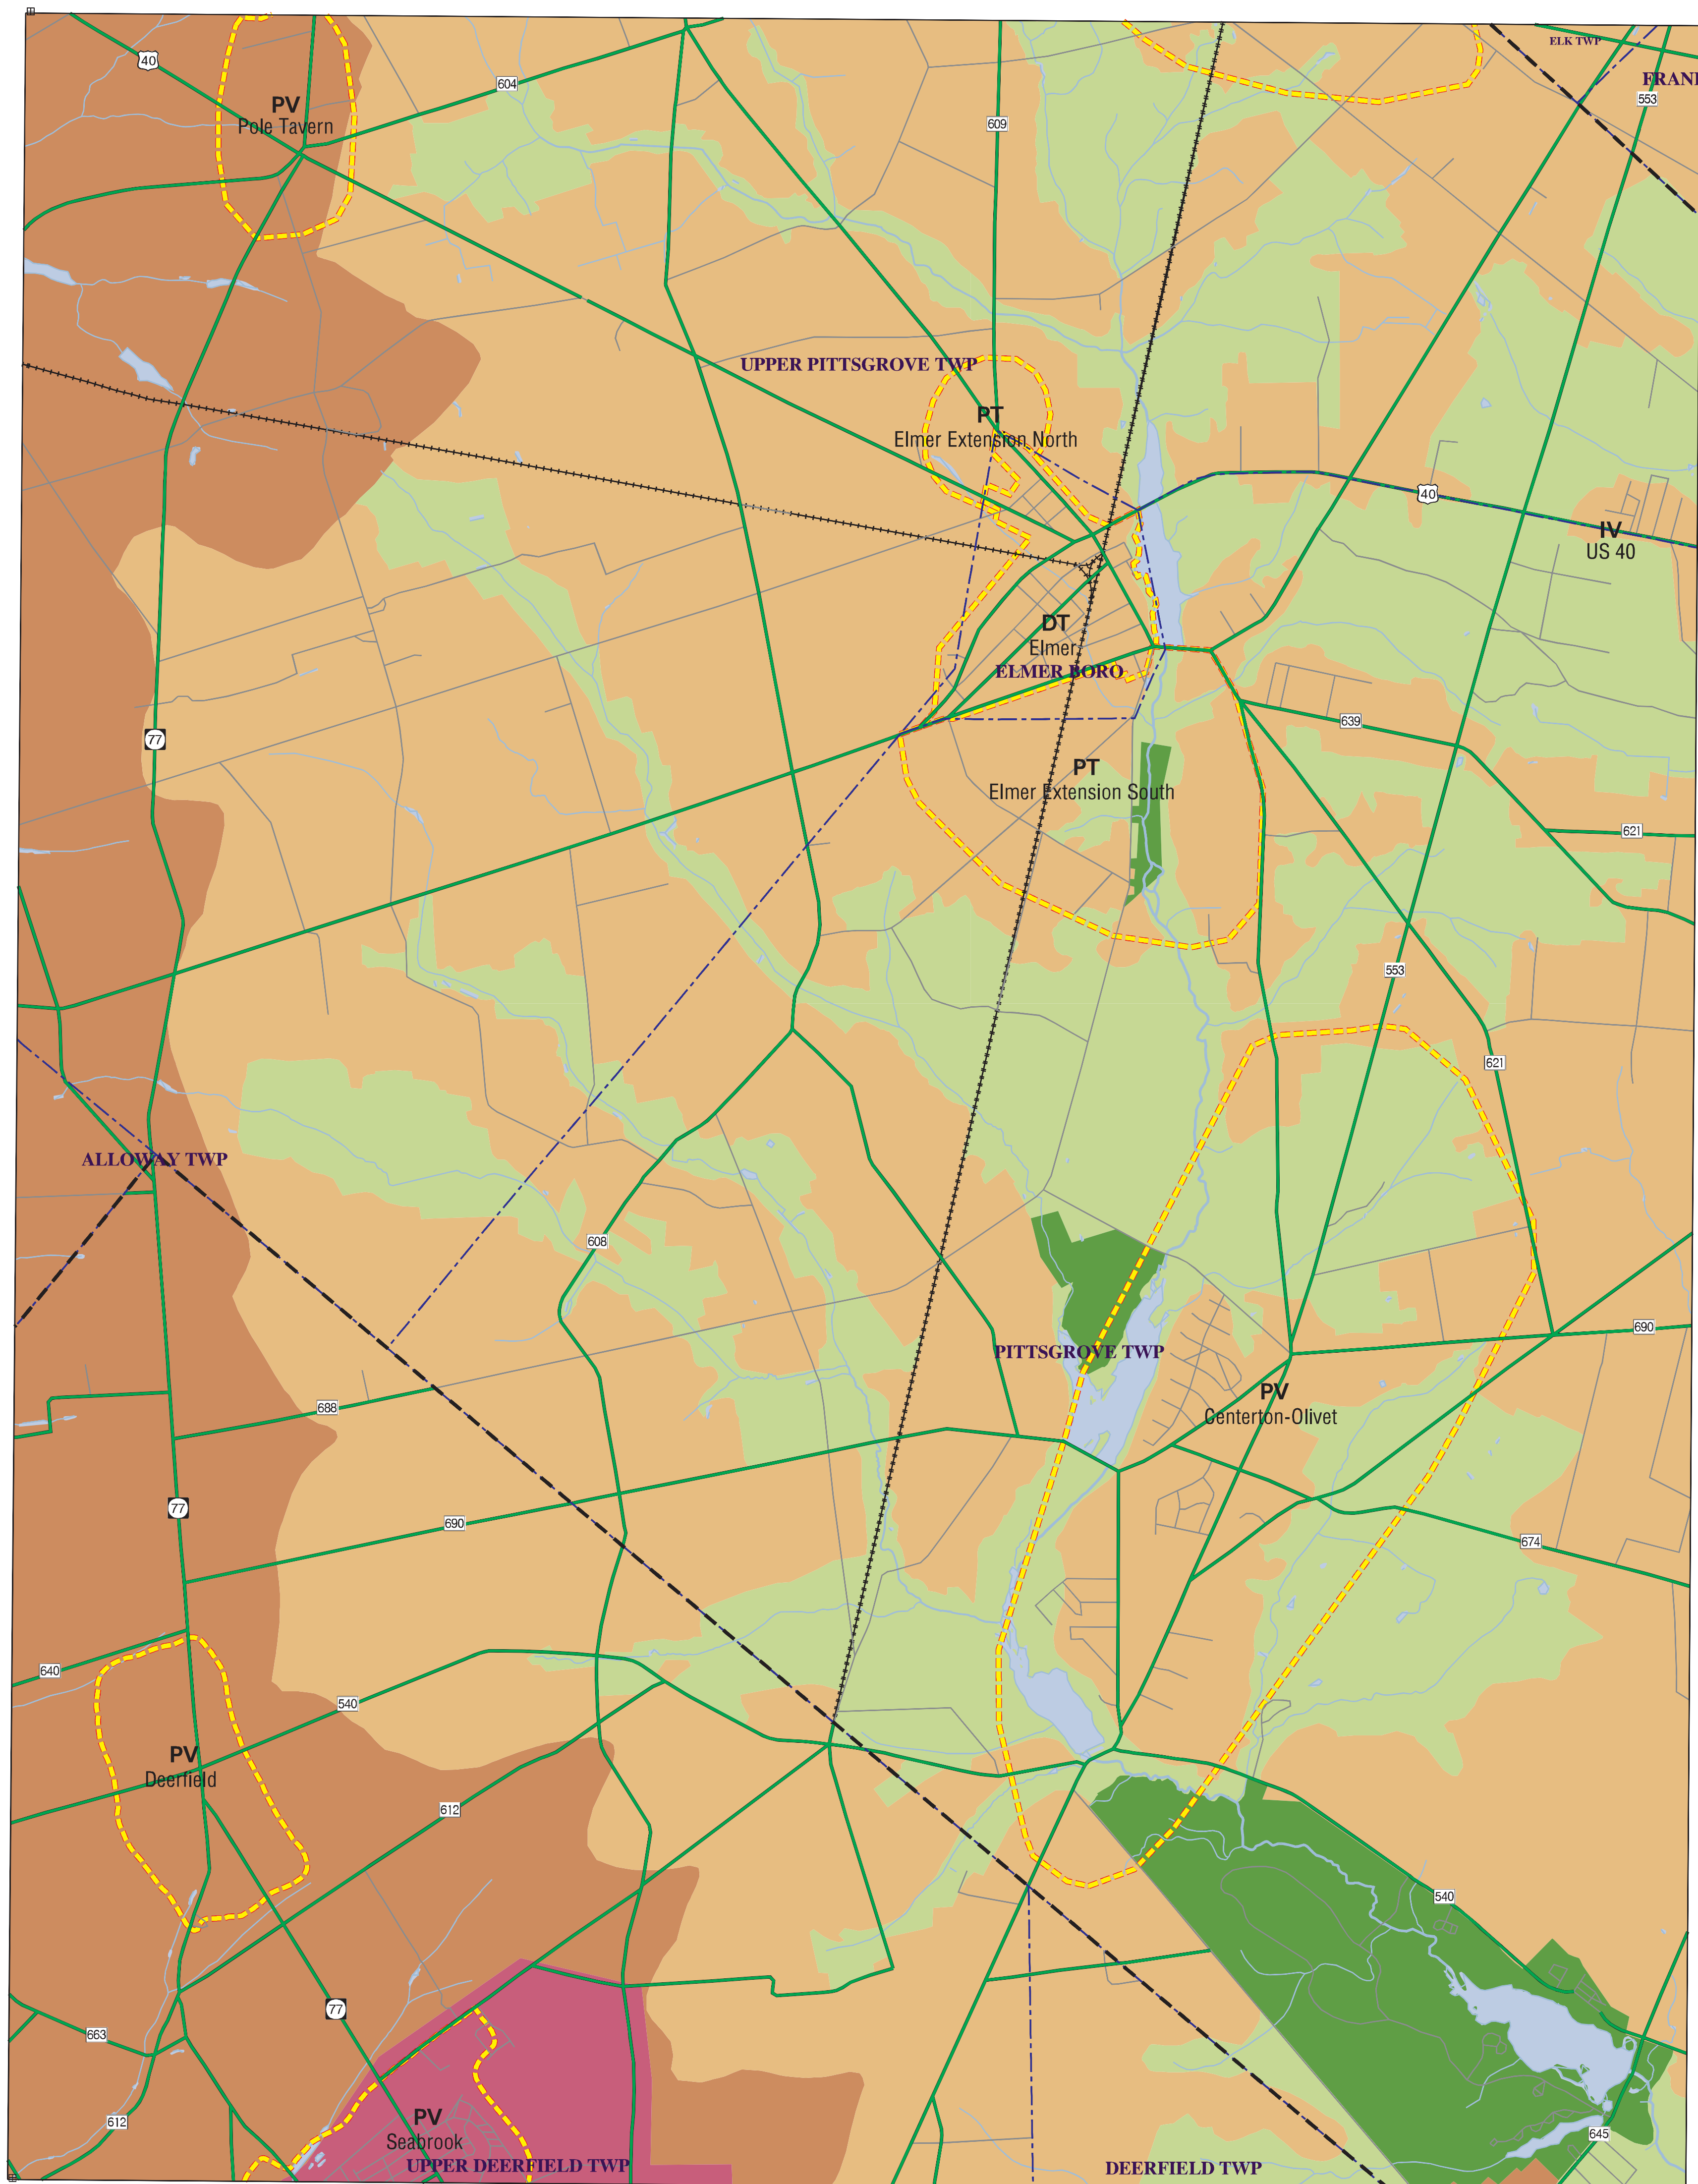 ELK TWP
40
FRAN
604
553
PV
Pole Tavern
609
UPPER PITTSGROVE TWP
PT
Elmer Extension North
40
IV
US 40
DT
Elmer
ELMER BORO
639
77
PT
Elmer Extension South
621
553
621
ALLOWAY TWP
608
690
PITTSGROVE TWP
PV
Centerton-Olivet
688
77
690
674
640
540
PV
Deerfield
612
540
77
663
PV
Seabrook
612
645
UPPER DEERFIELD TWP
DEERFIELD TWP